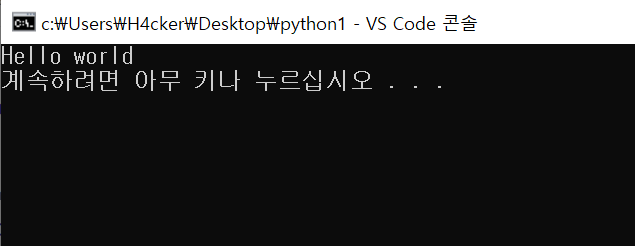 c:₩Users₩H4cker₩Desktop₩python1 - VS Code 콘솔
Hello world
계속하려면 아무 키나 누르십시오 . . .